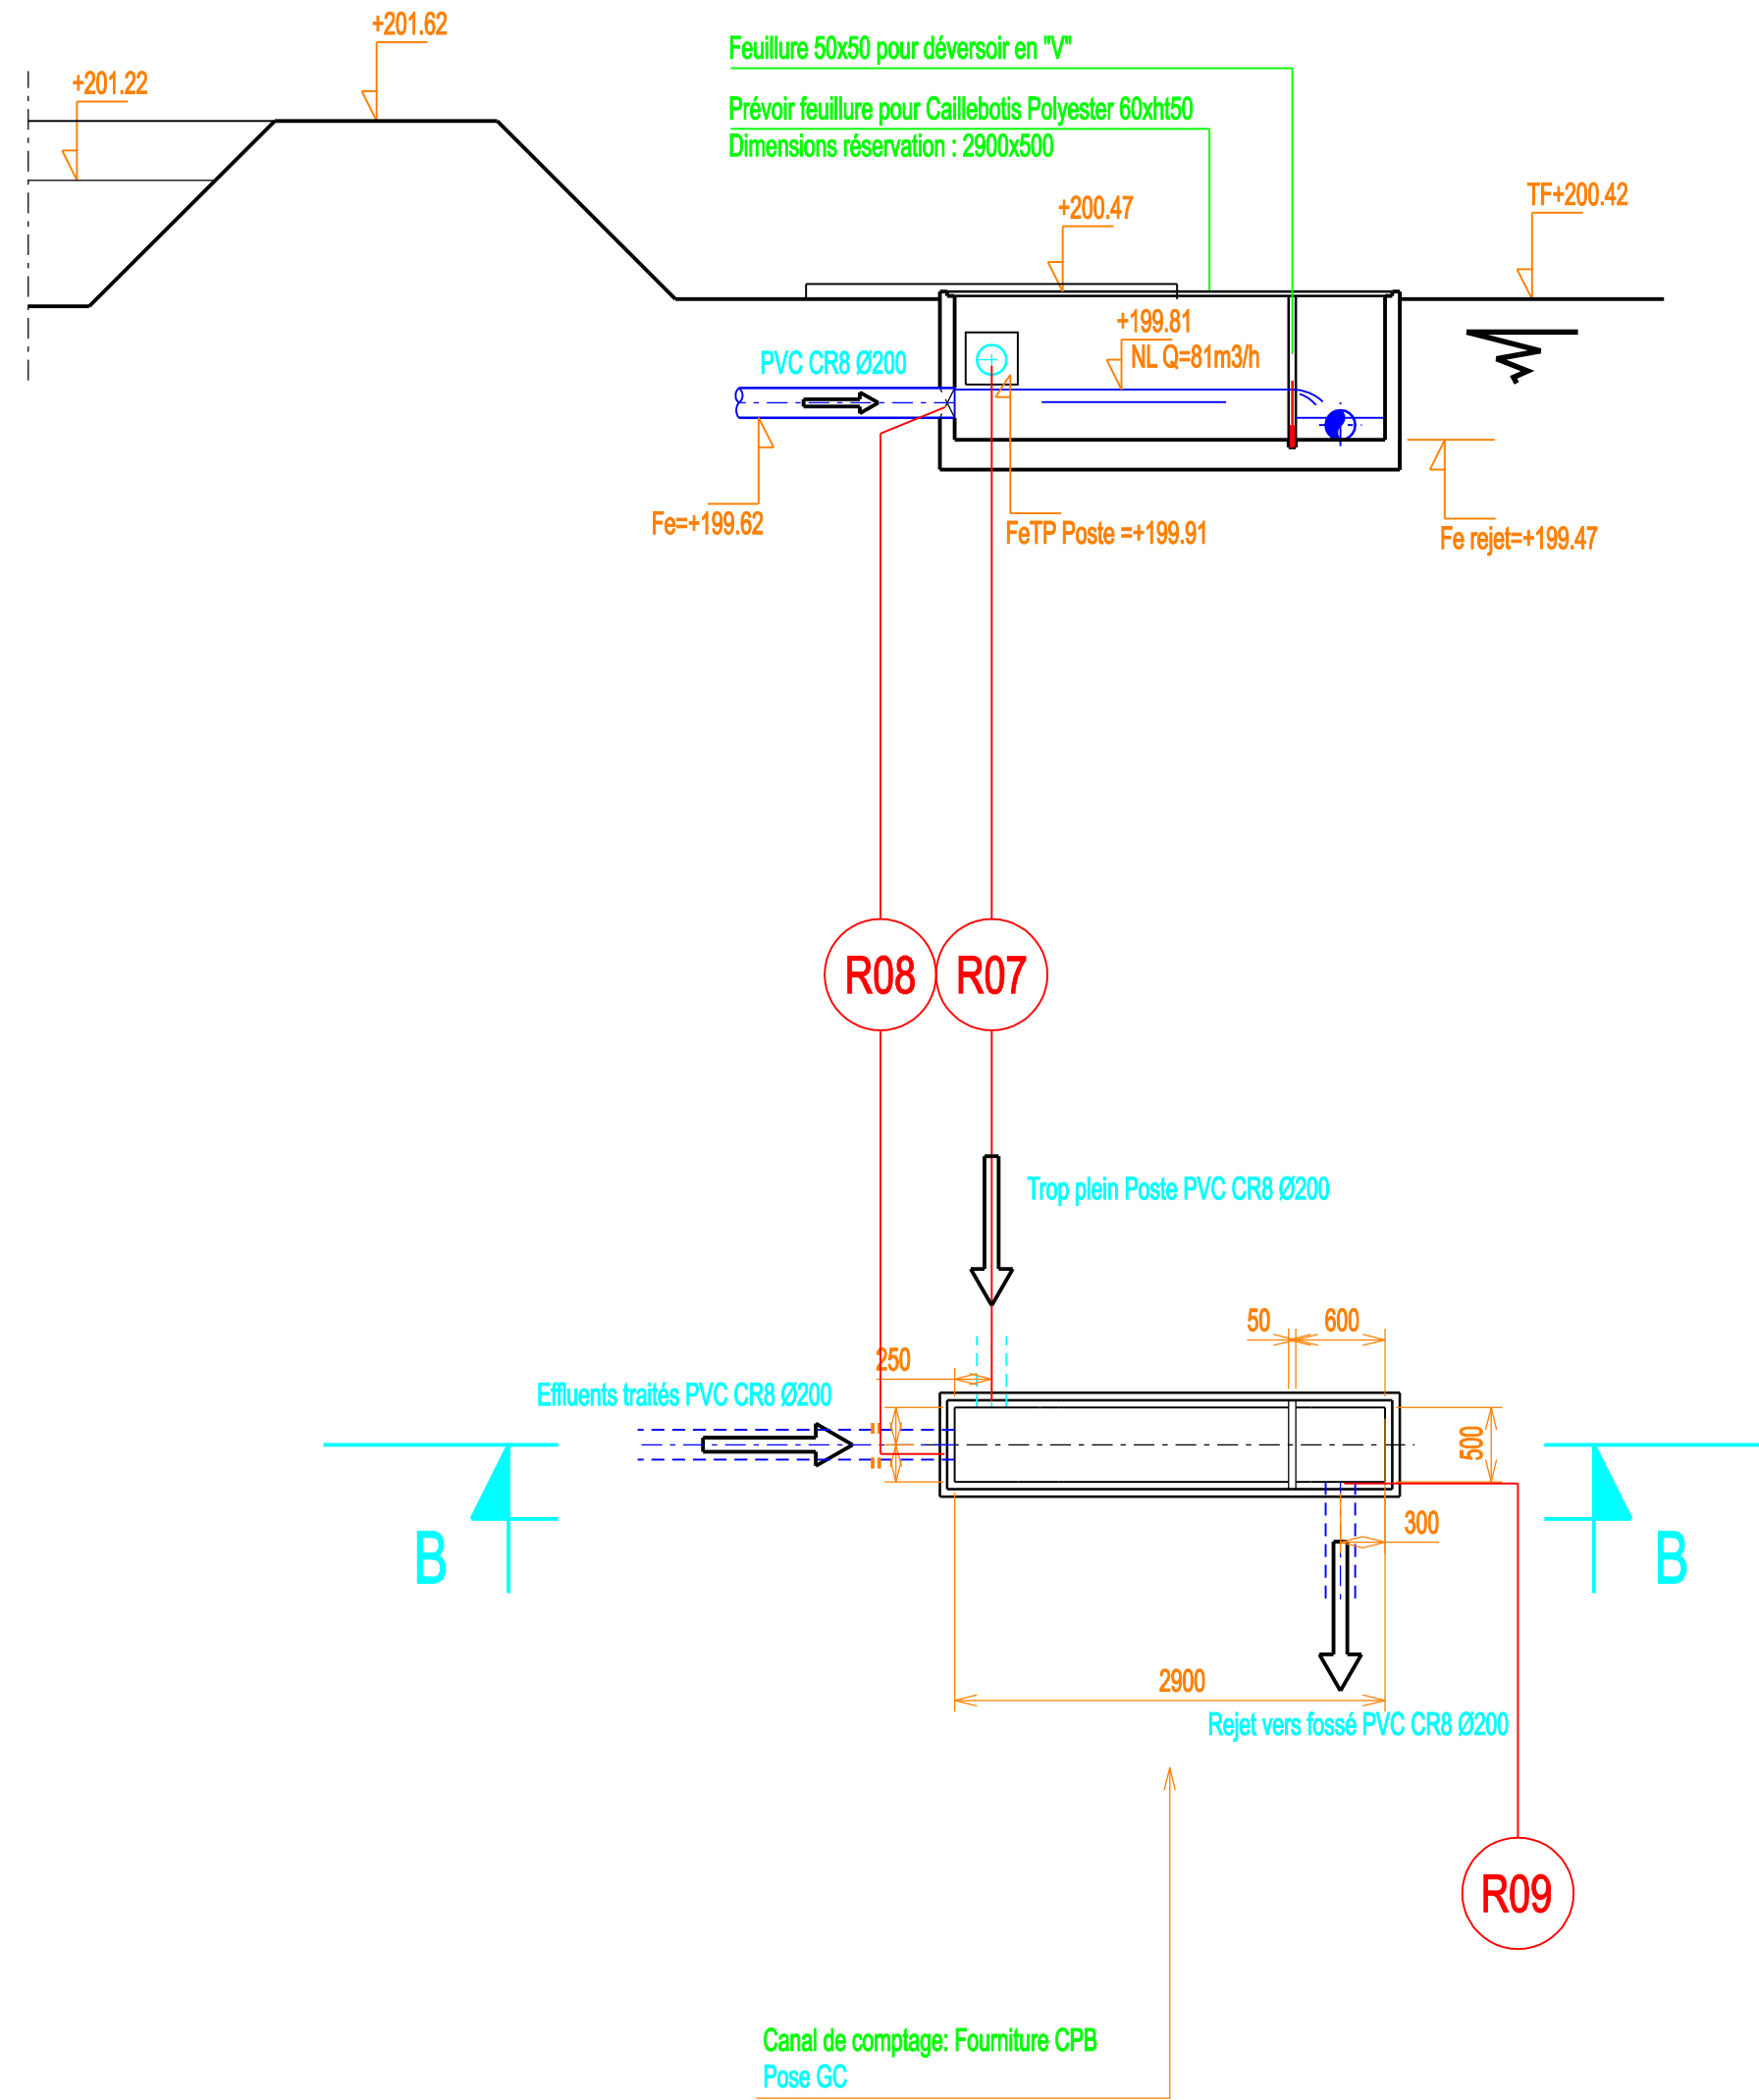 +201.62
+201.22
Feuillure 50x50 pour déversoir en "V"
Prévoir feuillure pour Caillebotis Polyester 60xht50
Dimensions réservation : 2900x500
+200.47
TF+200.42
+199.81
NL Q=81m3/h
PVC CR8 Ø200
Fe=+199.62
FeTP Poste =+199.91
Fe rejet=+199.47
R08
R07
Trop plein Poste PVC CR8 Ø200
50
600
250
Effluents traités PVC CR8 Ø200
=
=
500
300
B
B
2900
Rejet vers fossé PVC CR8 Ø200
R09
Canal de comptage: Fourniture CPB
Pose GC